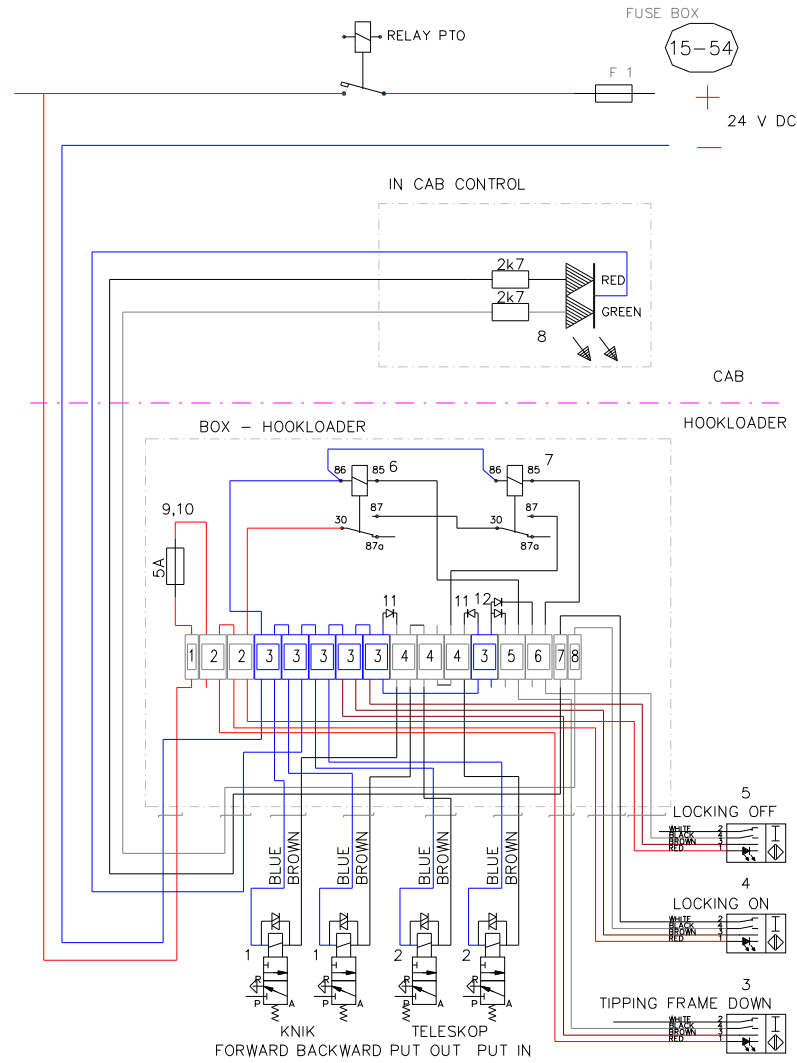 FUSE BOX
RELAY PTO
15-54
F 1
24 V DC
IN CAB CONTROL
2k7
RED
2k7
GREEN
8
CAB
HOOKLOADER
BOX - HOOKLOADER
86 85 6
86 85 7
9,10
30 87
87a
30 87
87a
5A
11 11 12
1 2 2 3 3 3 3 3 4 4 4 3 5 6 7 8
5
LOCKING OFF
WHITE 2
BLACK 4
BROWN 3
RED 1
BLUE BROWN BLUE BROWN BLUE BROWN BLUE BROWN
4
LOCKING ON
WHITE 2
BLACK 4
BROWN 3
RED 1
1 1 2 2
R R R R
P A P A P A P A
3
TIPPING FRAME DOWN
WHITE 2
BLACK 4
BROWN 3
RED 1
KNIK TELESKOP
FORWARD BACKWARD PUT OUT PUT IN